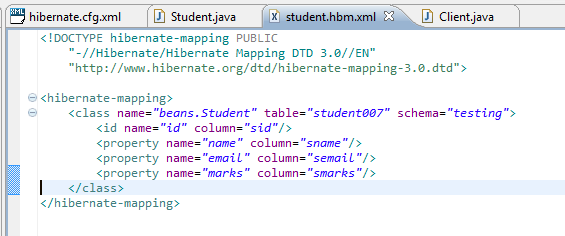 hibernate.cfg.xml Student.java student.hbm.xml Client.java
<!DOCTYPE hibernate-mapping PUBLIC
"-//Hibernate/Hibernate Mapping DTD 3.0//EN"
"http://www.hibernate.org/dtd/hibernate-mapping-3.0.dtd">
<hibernate-mapping>
<class name="beans.Student" table="student007" schema="testing">
<id name="id" column="sid"/>
<property name="name" column="sname"/>
<property name="email" column="semail"/>
<property name="marks" column="smarks"/>
</class>
</hibernate-mapping>